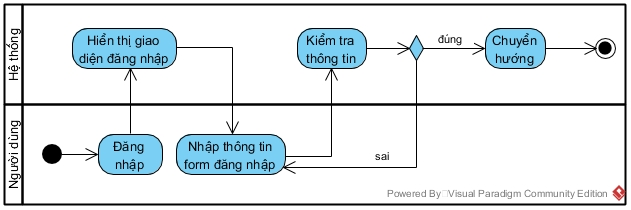 Hệ thống
Hiển thị giao
diện đăng nhập
Kiểm tra
thông tin
đúng
Chuyển
hướng
Người dùng
Đăng
nhập
Nhập thông tin
form đăng nhập
sai
Powered By Visual Paradigm Community Edition